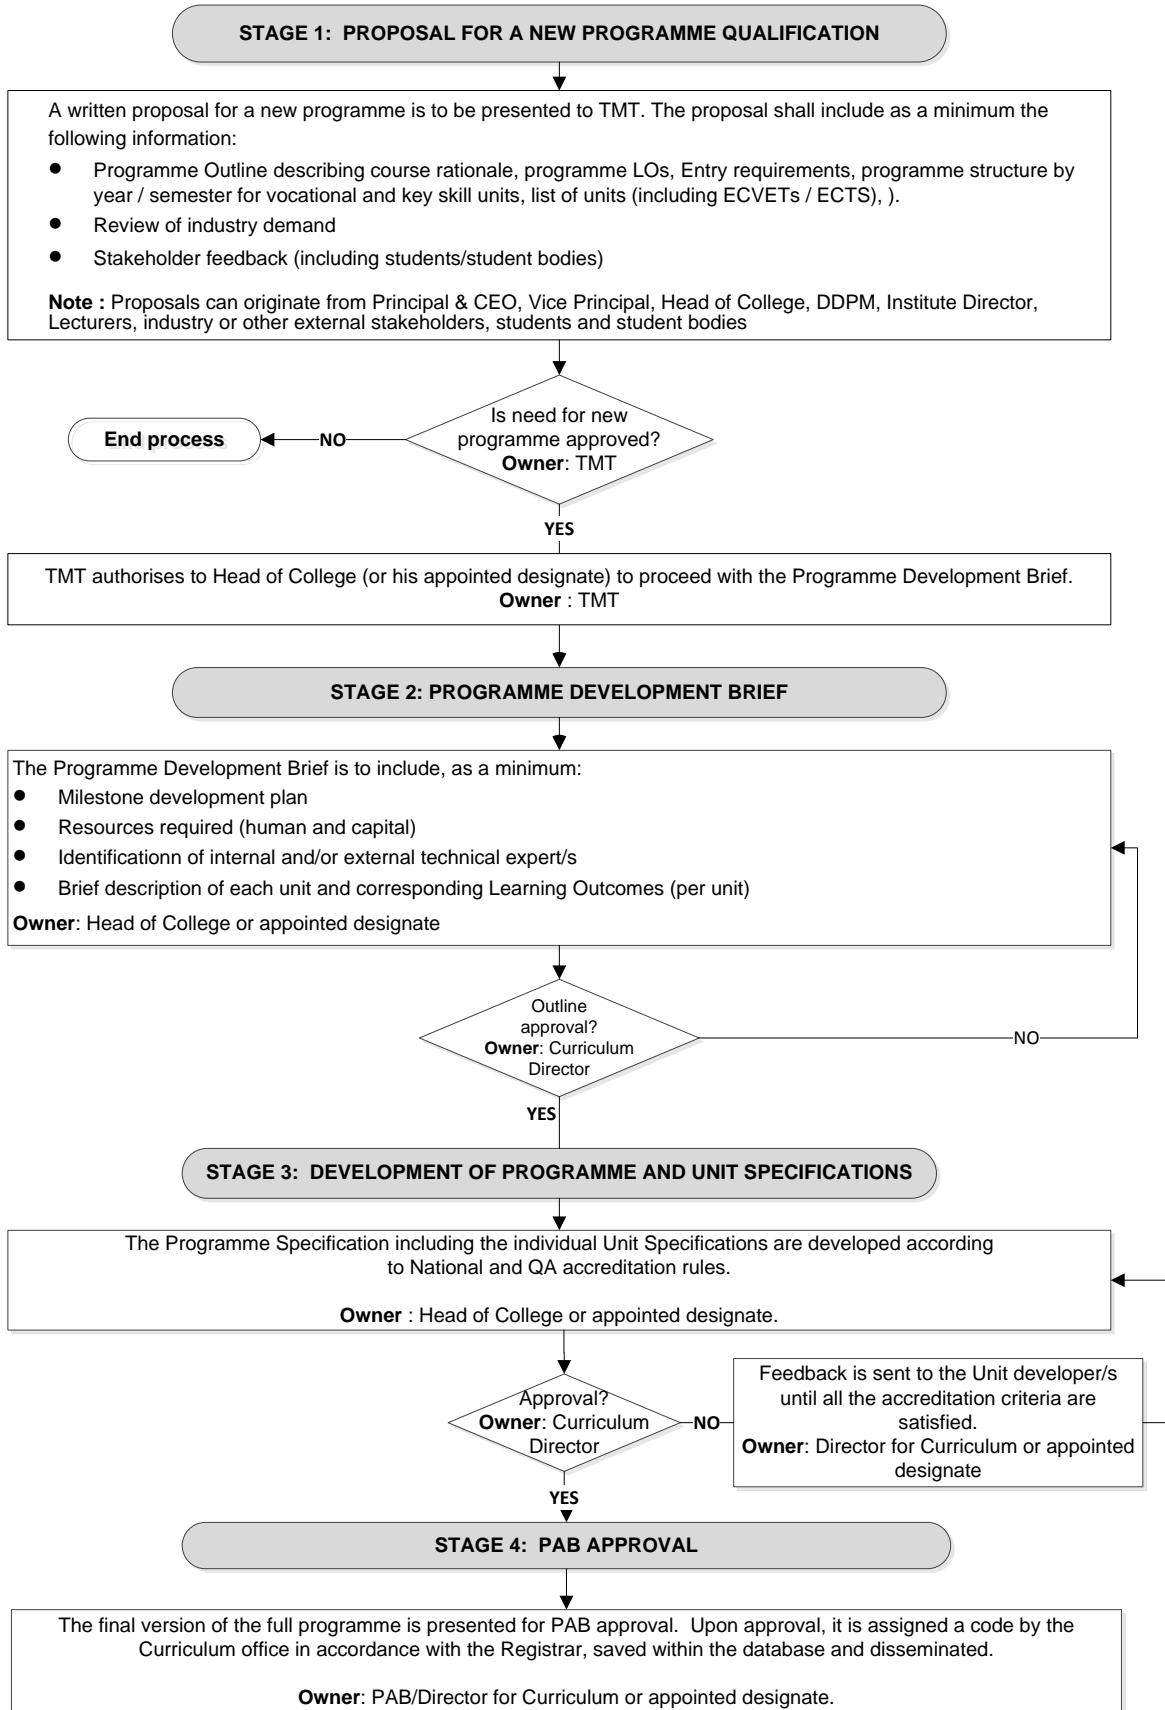 STAGE 1:  PROPOSAL FOR A NEW PROGRAMME QUALIFICATION
A written proposal for a new programme is to be presented to TMT. The proposal shall include as a minimum the
following information:
● Programme Outline describing course rationale, programme LOs, Entry requirements, programme structure by
year / semester for vocational and key skill units, list of units (including ECVETs / ECTS), ).
● Review of industry demand
● Stakeholder feedback (including students/student bodies)
Note : Proposals can originate from Principal & CEO, Vice Principal, Head of College, DDPM, Institute Director,
Lecturers, industry or other external stakeholders, students and student bodies
Is need for new
programme approved?
Owner: TMT
NO
End process
YES
TMT authorises to Head of College (or his appointed designate) to proceed with the Programme Development Brief.
Owner : TMT
STAGE 2: PROGRAMME DEVELOPMENT BRIEF
The Programme Development Brief is to include, as a minimum:
● Milestone development plan
● Resources required (human and capital)
● Identificationn of internal and/or external technical expert/s
● Brief description of each unit and corresponding Learning Outcomes (per unit)
Owner: Head of College or appointed designate
Outline
approval?
Owner: Curriculum
Director
NO
YES
STAGE 3:  DEVELOPMENT OF PROGRAMME AND UNIT SPECIFICATIONS
The Programme Specification including the individual Unit Specifications are developed according
to National and QA accreditation rules.
Owner : Head of College or appointed designate.
Approval?
Owner: Curriculum
Director
NO
Feedback is sent to the Unit developer/s
until all the accreditation criteria are
satisfied.
Owner: Director for Curriculum or appointed
designate
YES
STAGE 4:  PAB APPROVAL
The final version of the full programme is presented for PAB approval.  Upon approval, it is assigned a code by the
Curriculum office in accordance with the Registrar, saved within the database and disseminated.
Owner: PAB/Director for Curriculum or appointed designate.